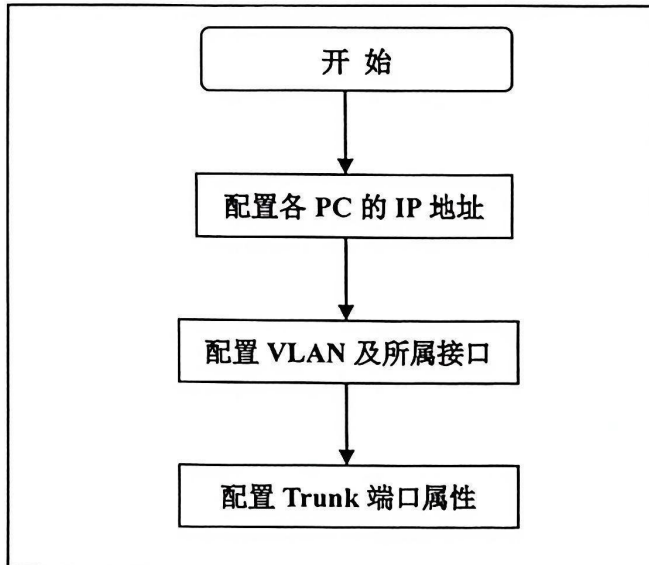 开 始
配置各 PC 的 IP 地址
配置 VLAN 及所属接口
配置 Trunk 端口属性